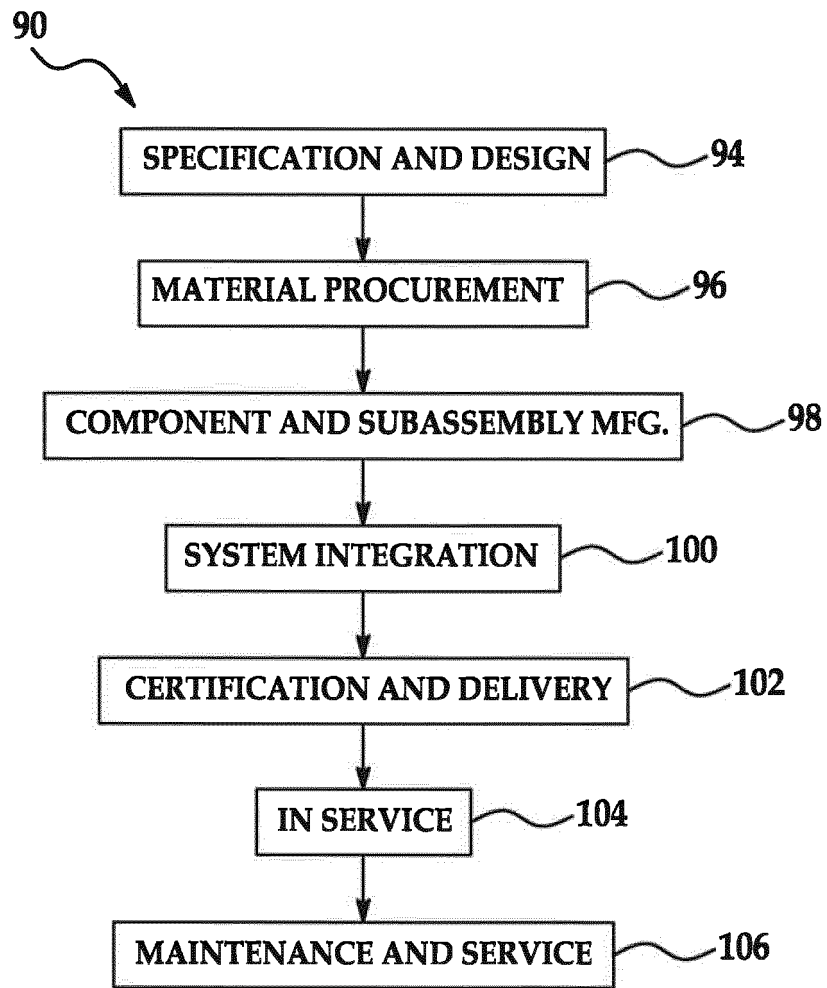 90
SPECIFICATION AND DESIGN 94
MATERIAL PROCUREMENT 96
COMPONENT AND SUBASSEMBLY MFG. 98
SYSTEM INTEGRATION 100
CERTIFICATION AND DELIVERY 102
IN SERVICE 104
MAINTENANCE AND SERVICE 106